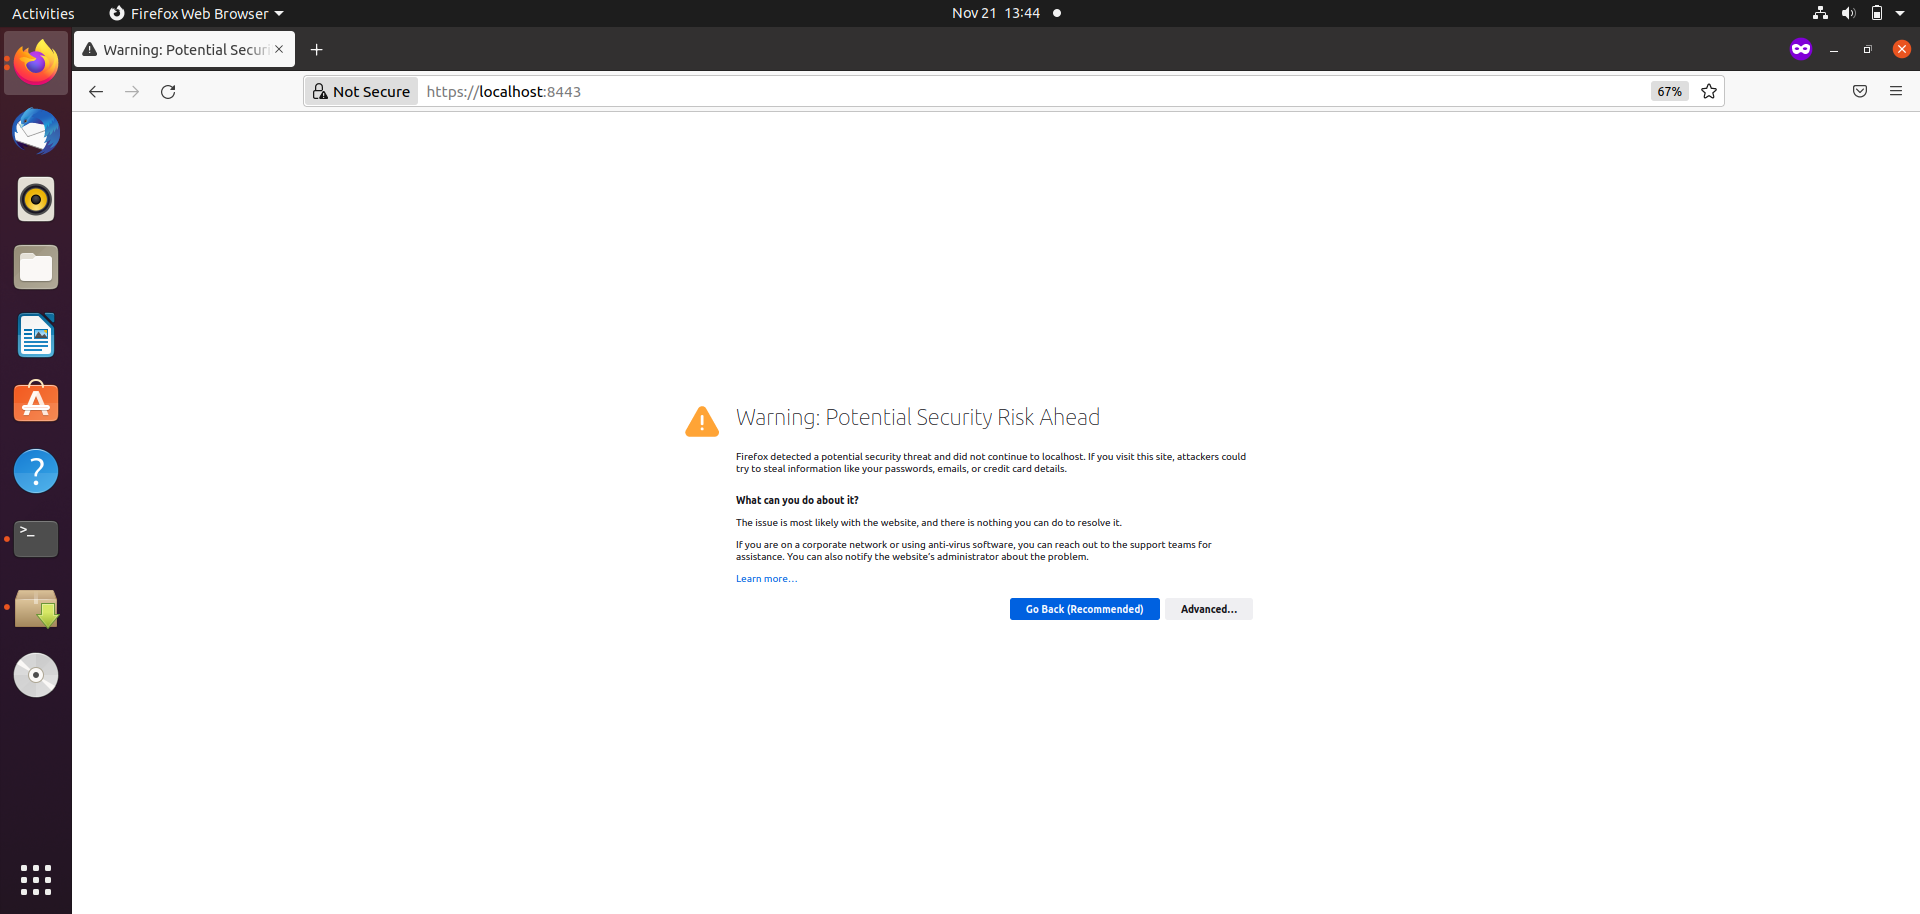 Activities
Firefox Web Browser
Nov 21 13:44
Warning: Potential Securi
Not Secure
https://localhost:8443
67%
Warning: Potential Security Risk Ahead
Firefox detected a potential security threat and did not continue to localhost. If you visit this site, attackers could
try to steal information like your passwords, emails, or credit card details.
What can you do about it?
The issue is most likely with the website, and there is nothing you can do to resolve it.
If you are on a corporate network or using anti-virus software, you can reach out to the support teams for
assistance. You can also notify the website’s administrator about the problem.
Learn more…
Go Back (Recommended)
Advanced…